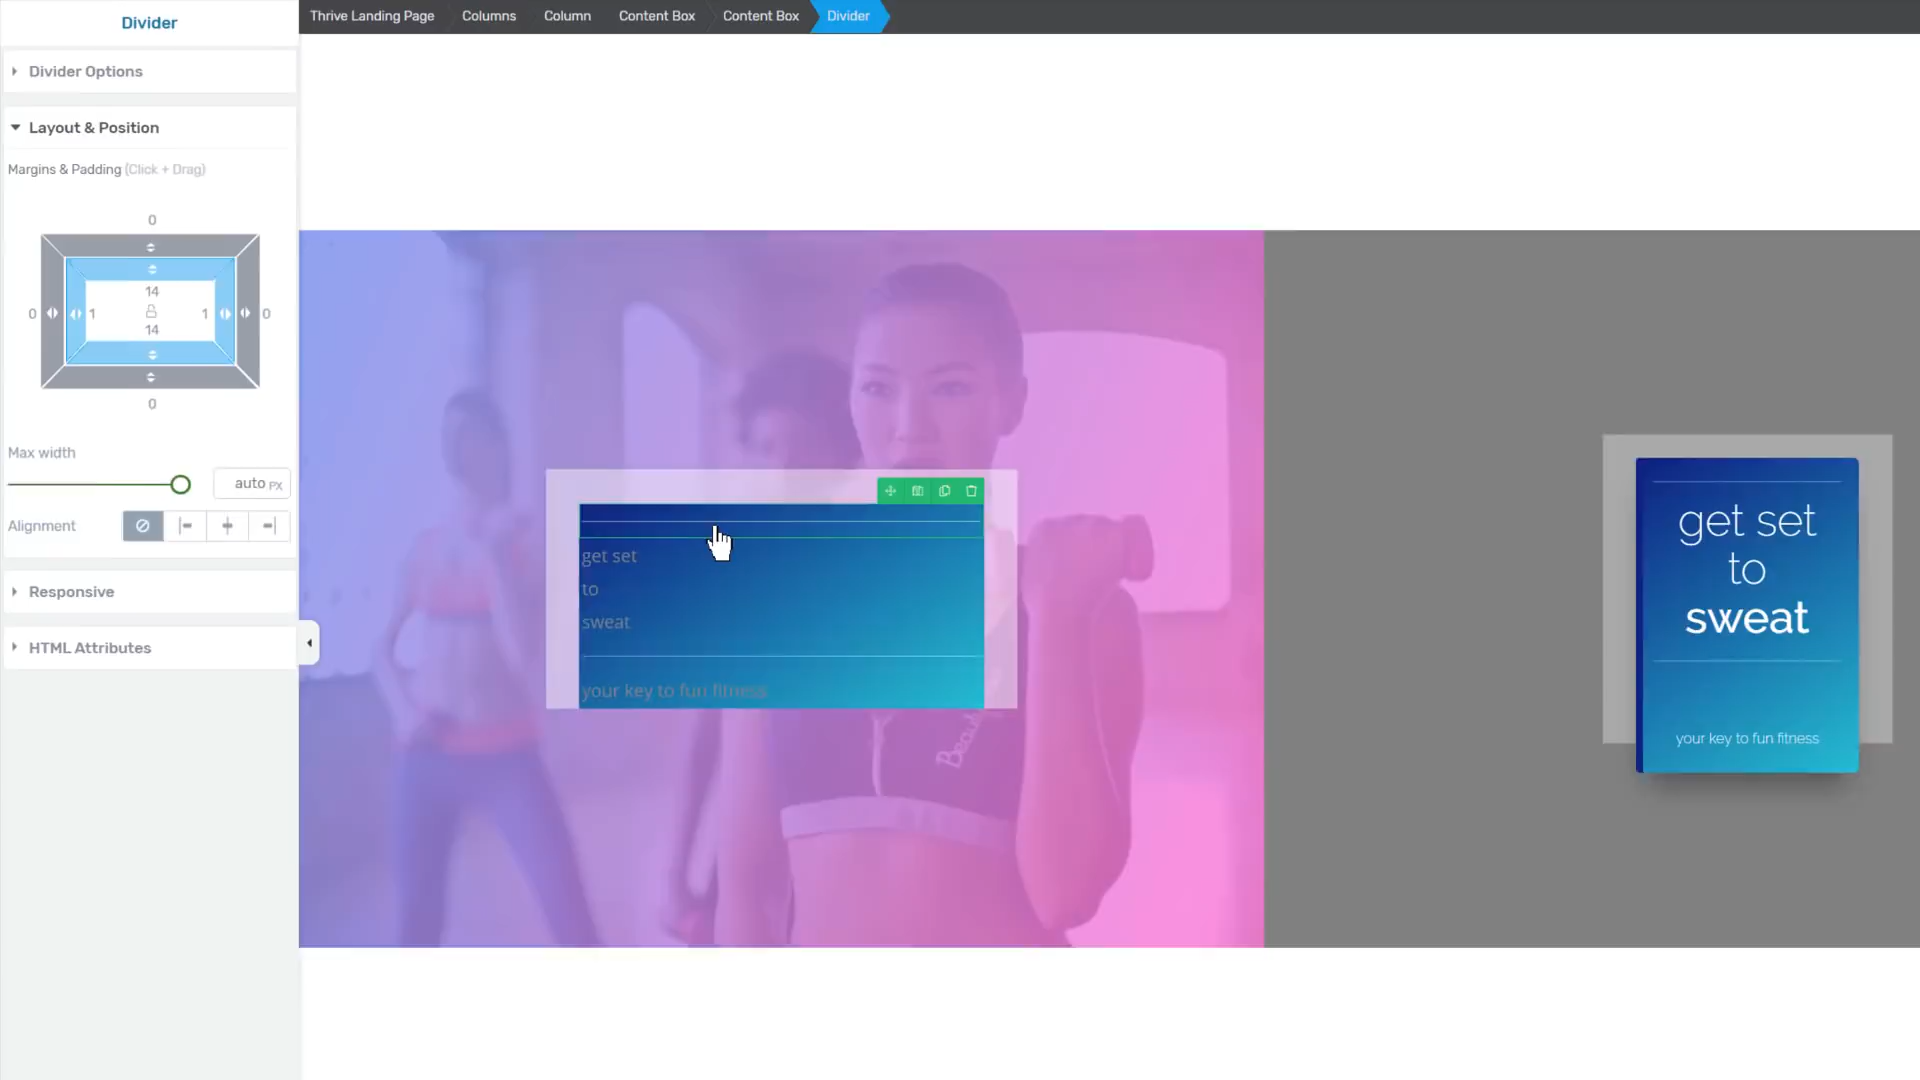 Divider
Thrive Landing Page Columns Column Content Box Content Box Divider
Divider Options
Layout & Position
Margins & Padding (Click + Drag)
0
14
0 1 1 0
14
0
Max width
auto PX
Alignment
Responsive
HTML Attributes
get set
to
sweat
your key to fun fitness
get set
to
sweat
your key to fun fitness